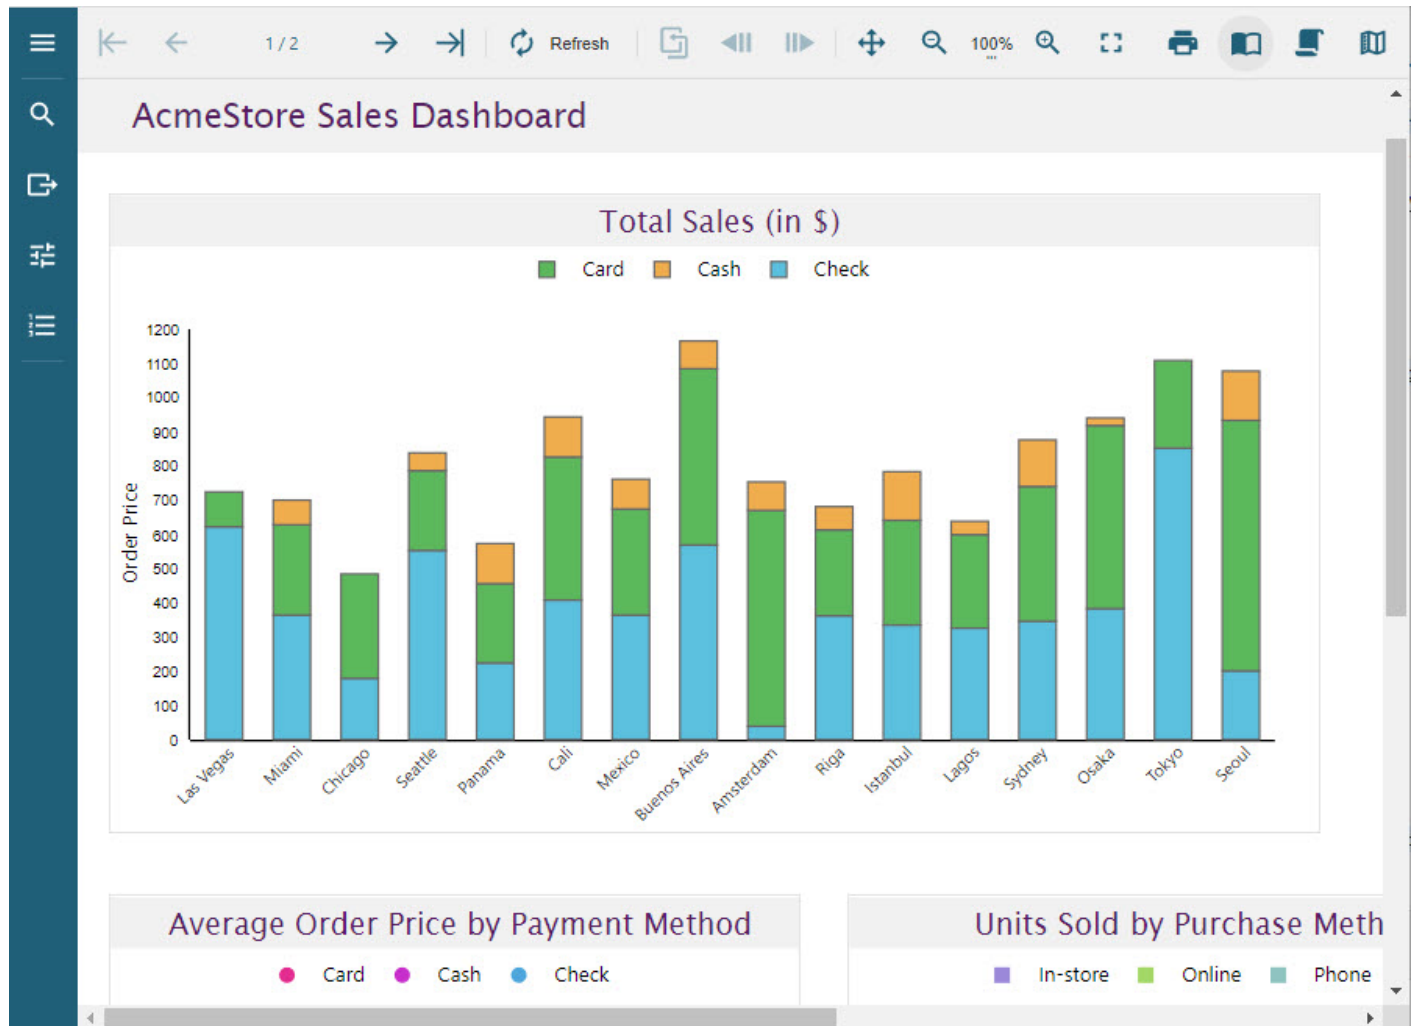 1 / 2
Refresh
100%
AcmeStore Sales Dashboard
Total Sales (in $)
Card Cash Check
1200
1100
1000
900
800
700
600
500
400
300
200
100
0
Order Price
Las Vegas Miami Chicago Seattle Panama Cali Mexico Buenos Aires Amsterdam Riga Istanbul Lagos Sydney Osaka Tokyo Seoul
Average Order Price by Payment Method
Card Cash Check
Units Sold by Purchase Meth
In-store Online Phone